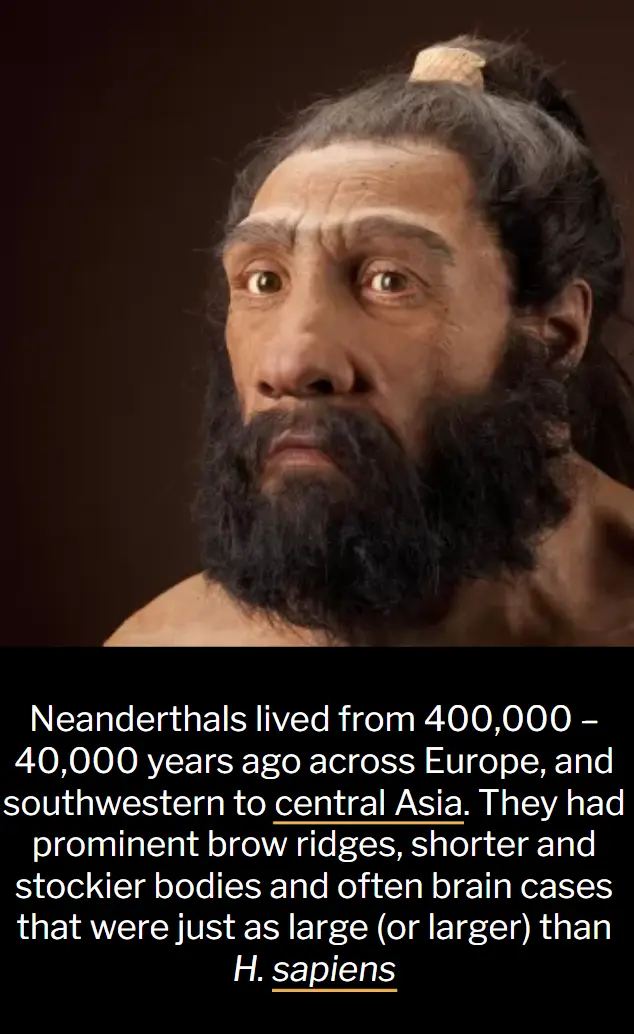 Neanderthals lived from 400,000 –
40,000 years ago across Europe, and
southwestern to central Asia. They had
prominent brow ridges, shorter and
stockier bodies and often brain cases
that were just as large (or larger) than
H. sapiens